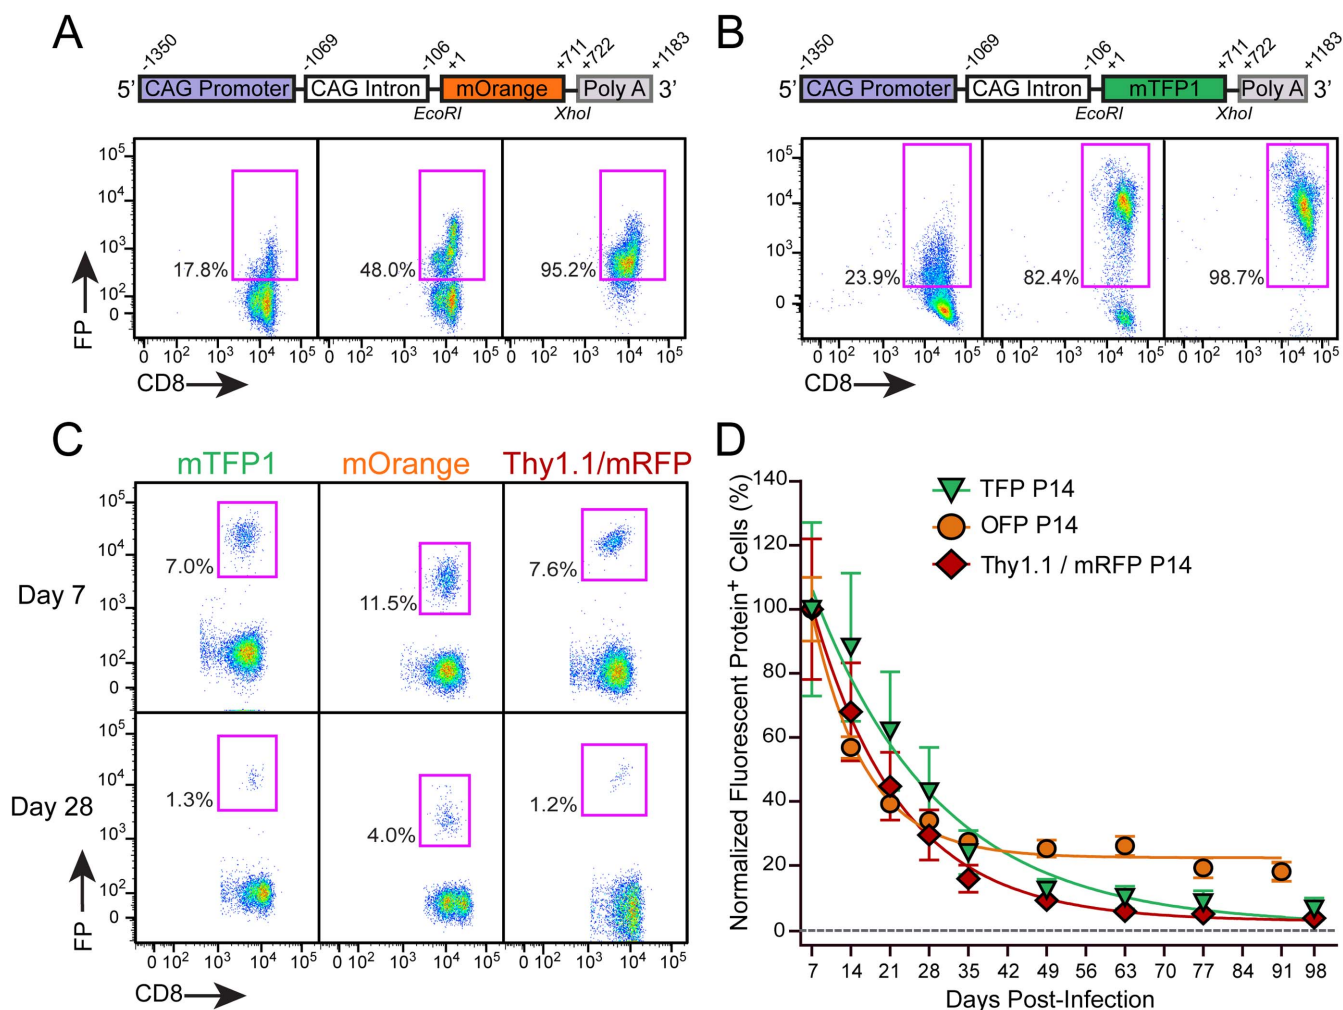 A
-1350
-1069
-106
+1
+711
+722
+1183
5' CAG Promoter CAG Intron mOrange Poly A 3'
EcoRI XhoI
10⁵
10⁴
10³
10²
0
17.8% 48.0% 95.2%
FP
0 10² 10³ 10⁴ 10⁵ 0 10² 10³ 10⁴ 10⁵ 0 10² 10³ 10⁴ 10⁵
CD8
B
-1350
-1069
-106
+1
+711
+722
+1183
5' CAG Promoter CAG Intron mTFP1 Poly A 3'
EcoRI XhoI
10⁵
10⁴
10³
0
23.9% 82.4% 98.7%
0 10² 10³ 10⁴ 10⁵ 0 10² 10³ 10⁴ 10⁵ 0 10² 10³ 10⁴ 10⁵
CD8
C
mTFP1 mOrange Thy1.1/mRFP
Day 7
10⁵
10⁴
10³
10²
0
7.0% 11.5% 7.6%
Day 28
10⁵
10⁴
10³
10²
0
1.3% 4.0% 1.2%
FP
0 10² 10³ 10⁴ 10⁵ 0 10² 10³ 10⁴ 10⁵ 0 10² 10³ 10⁴ 10⁵
CD8
D
Normalized Fluorescent Protein⁺ Cells (%)
140
120
100
80
60
40
20
0
TFP P14
OFP P14
Thy1.1 / mRFP P14
7 14 21 28 35 42 49 56 63 70 77 84 91 98
Days Post-Infection